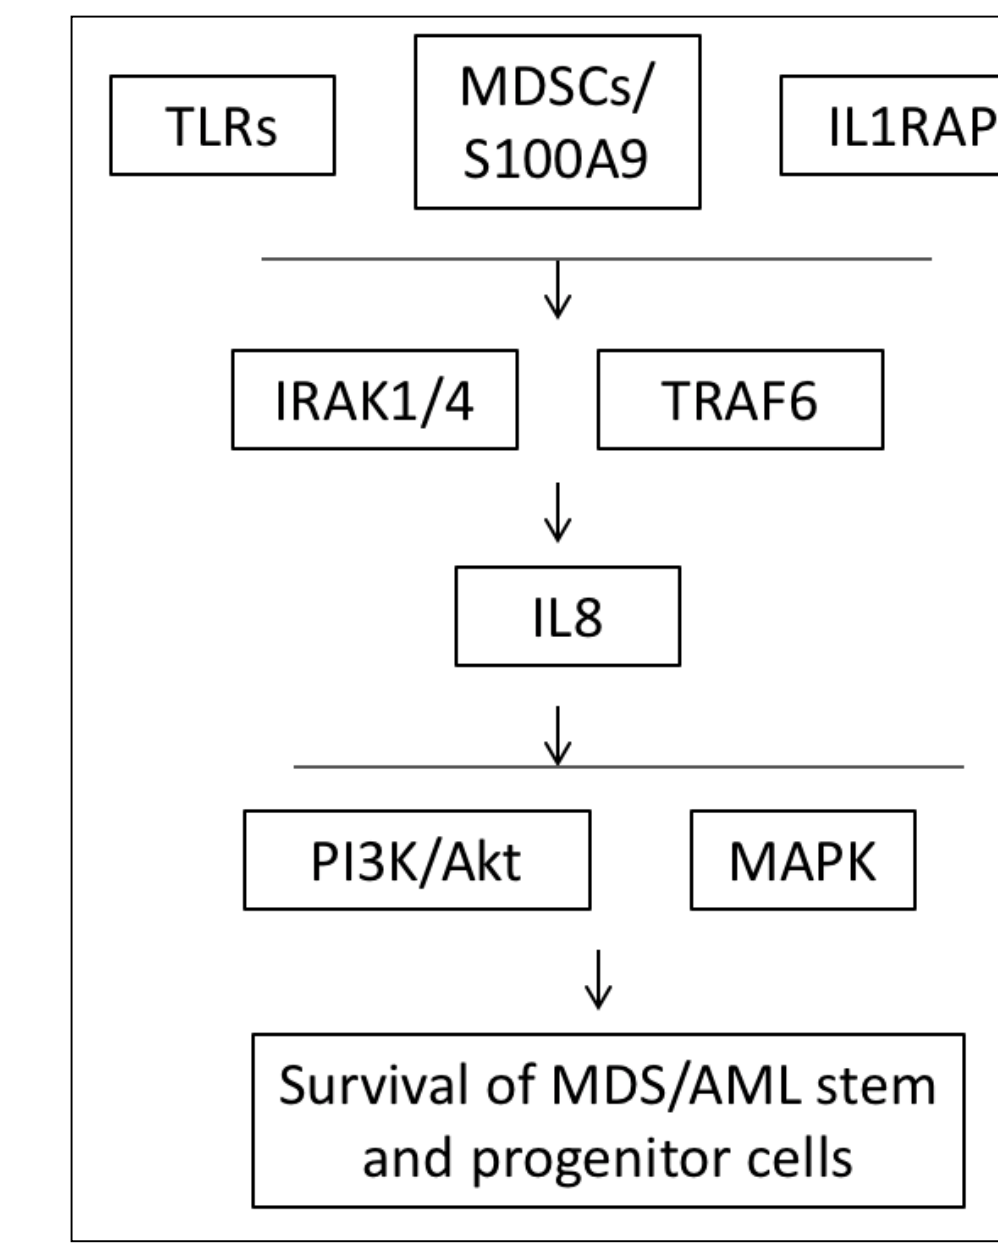 TLRs
MDSCs/
S100A9
IL1RAP
IRAK1/4
TRAF6
IL8
PI3K/Akt
MAPK
Survival of MDS/AML stem
and progenitor cells